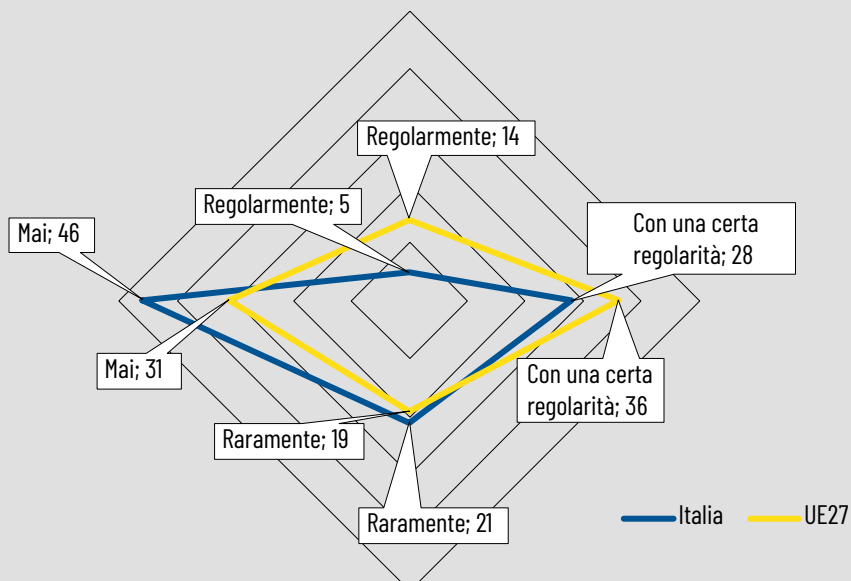 Regolarmente; 14
Regolarmente; 5
Mai; 46
Con una certa
regolarità; 28
Mai; 31
Con una certa
regolarità; 36
Raramente; 19
Raramente; 21
Italia
UE27